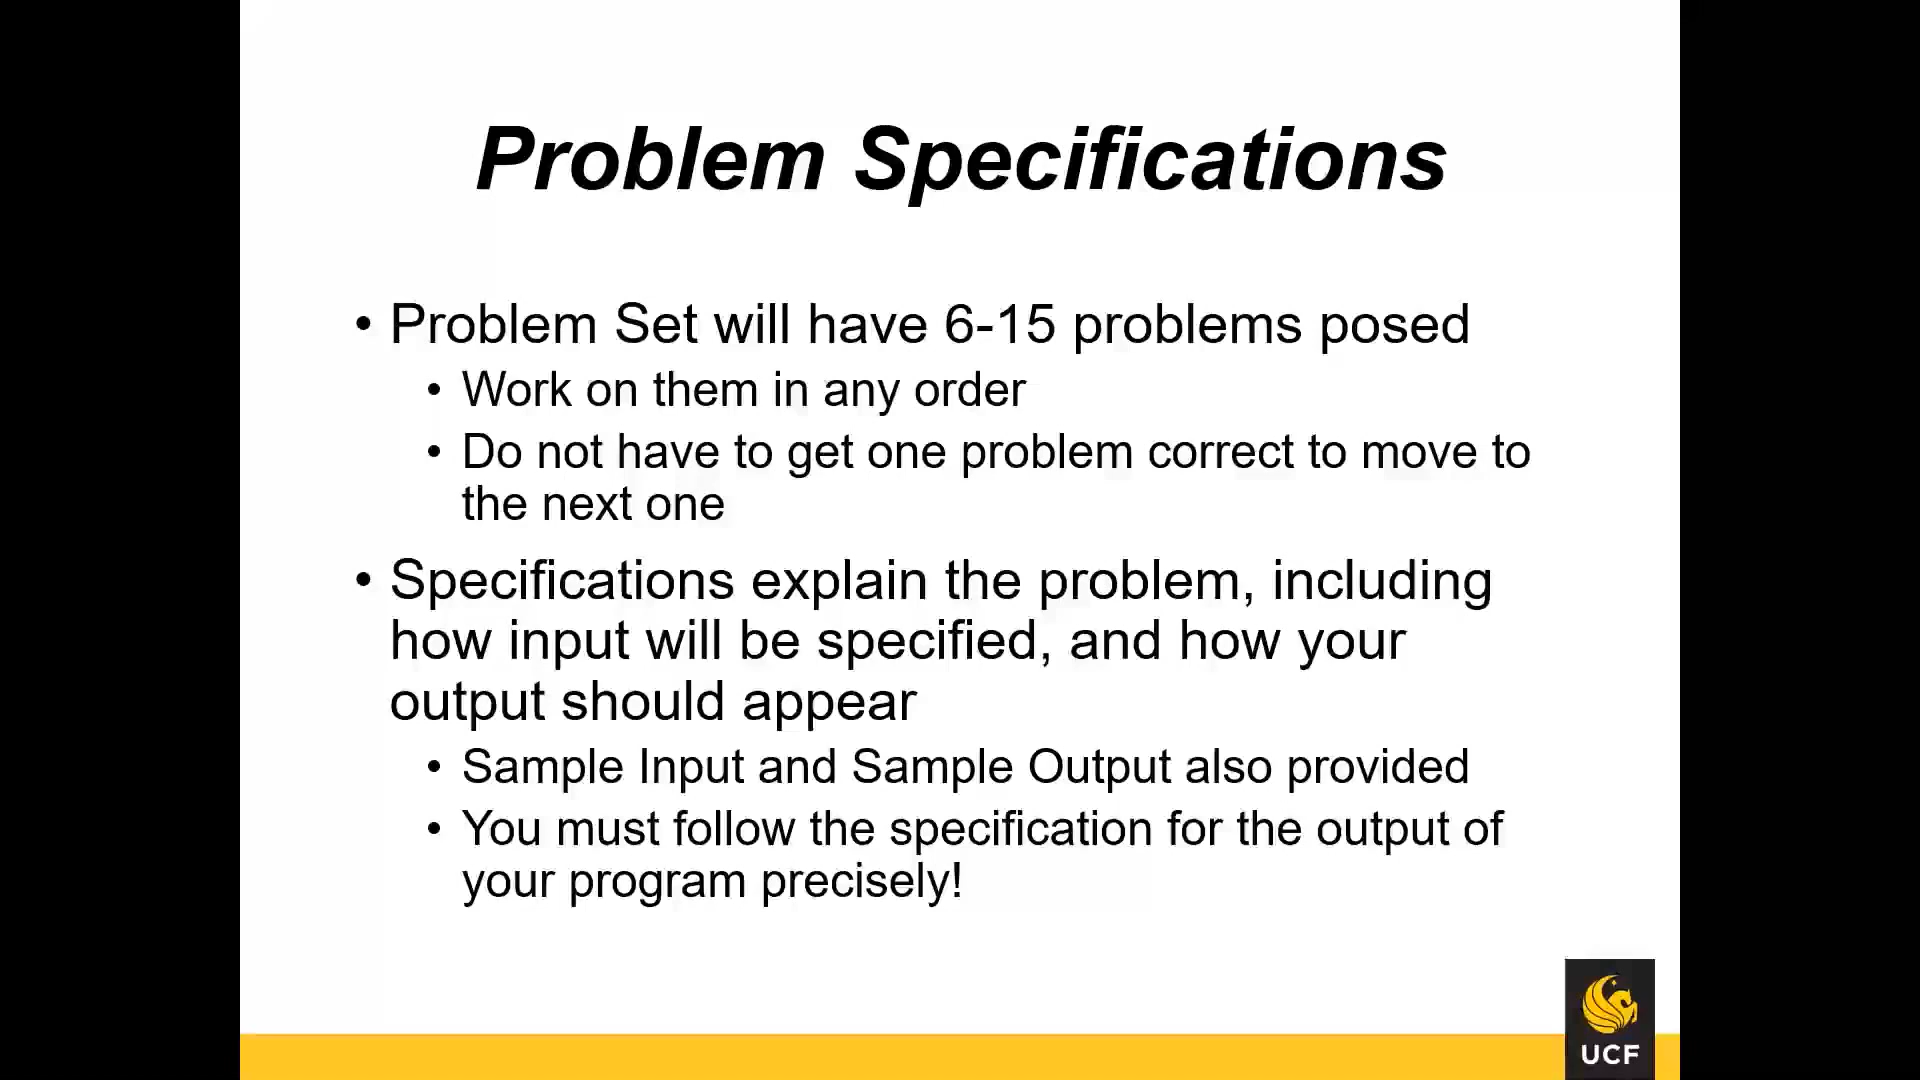 Problem Specifications
• Problem Set will have 6-15 problems posed
• Work on them in any order
• Do not have to get one problem correct to move to
the next one
• Specifications explain the problem, including
how input will be specified, and how your
output should appear
• Sample Input and Sample Output also provided
• You must follow the specification for the output of
your program precisely!
UCF